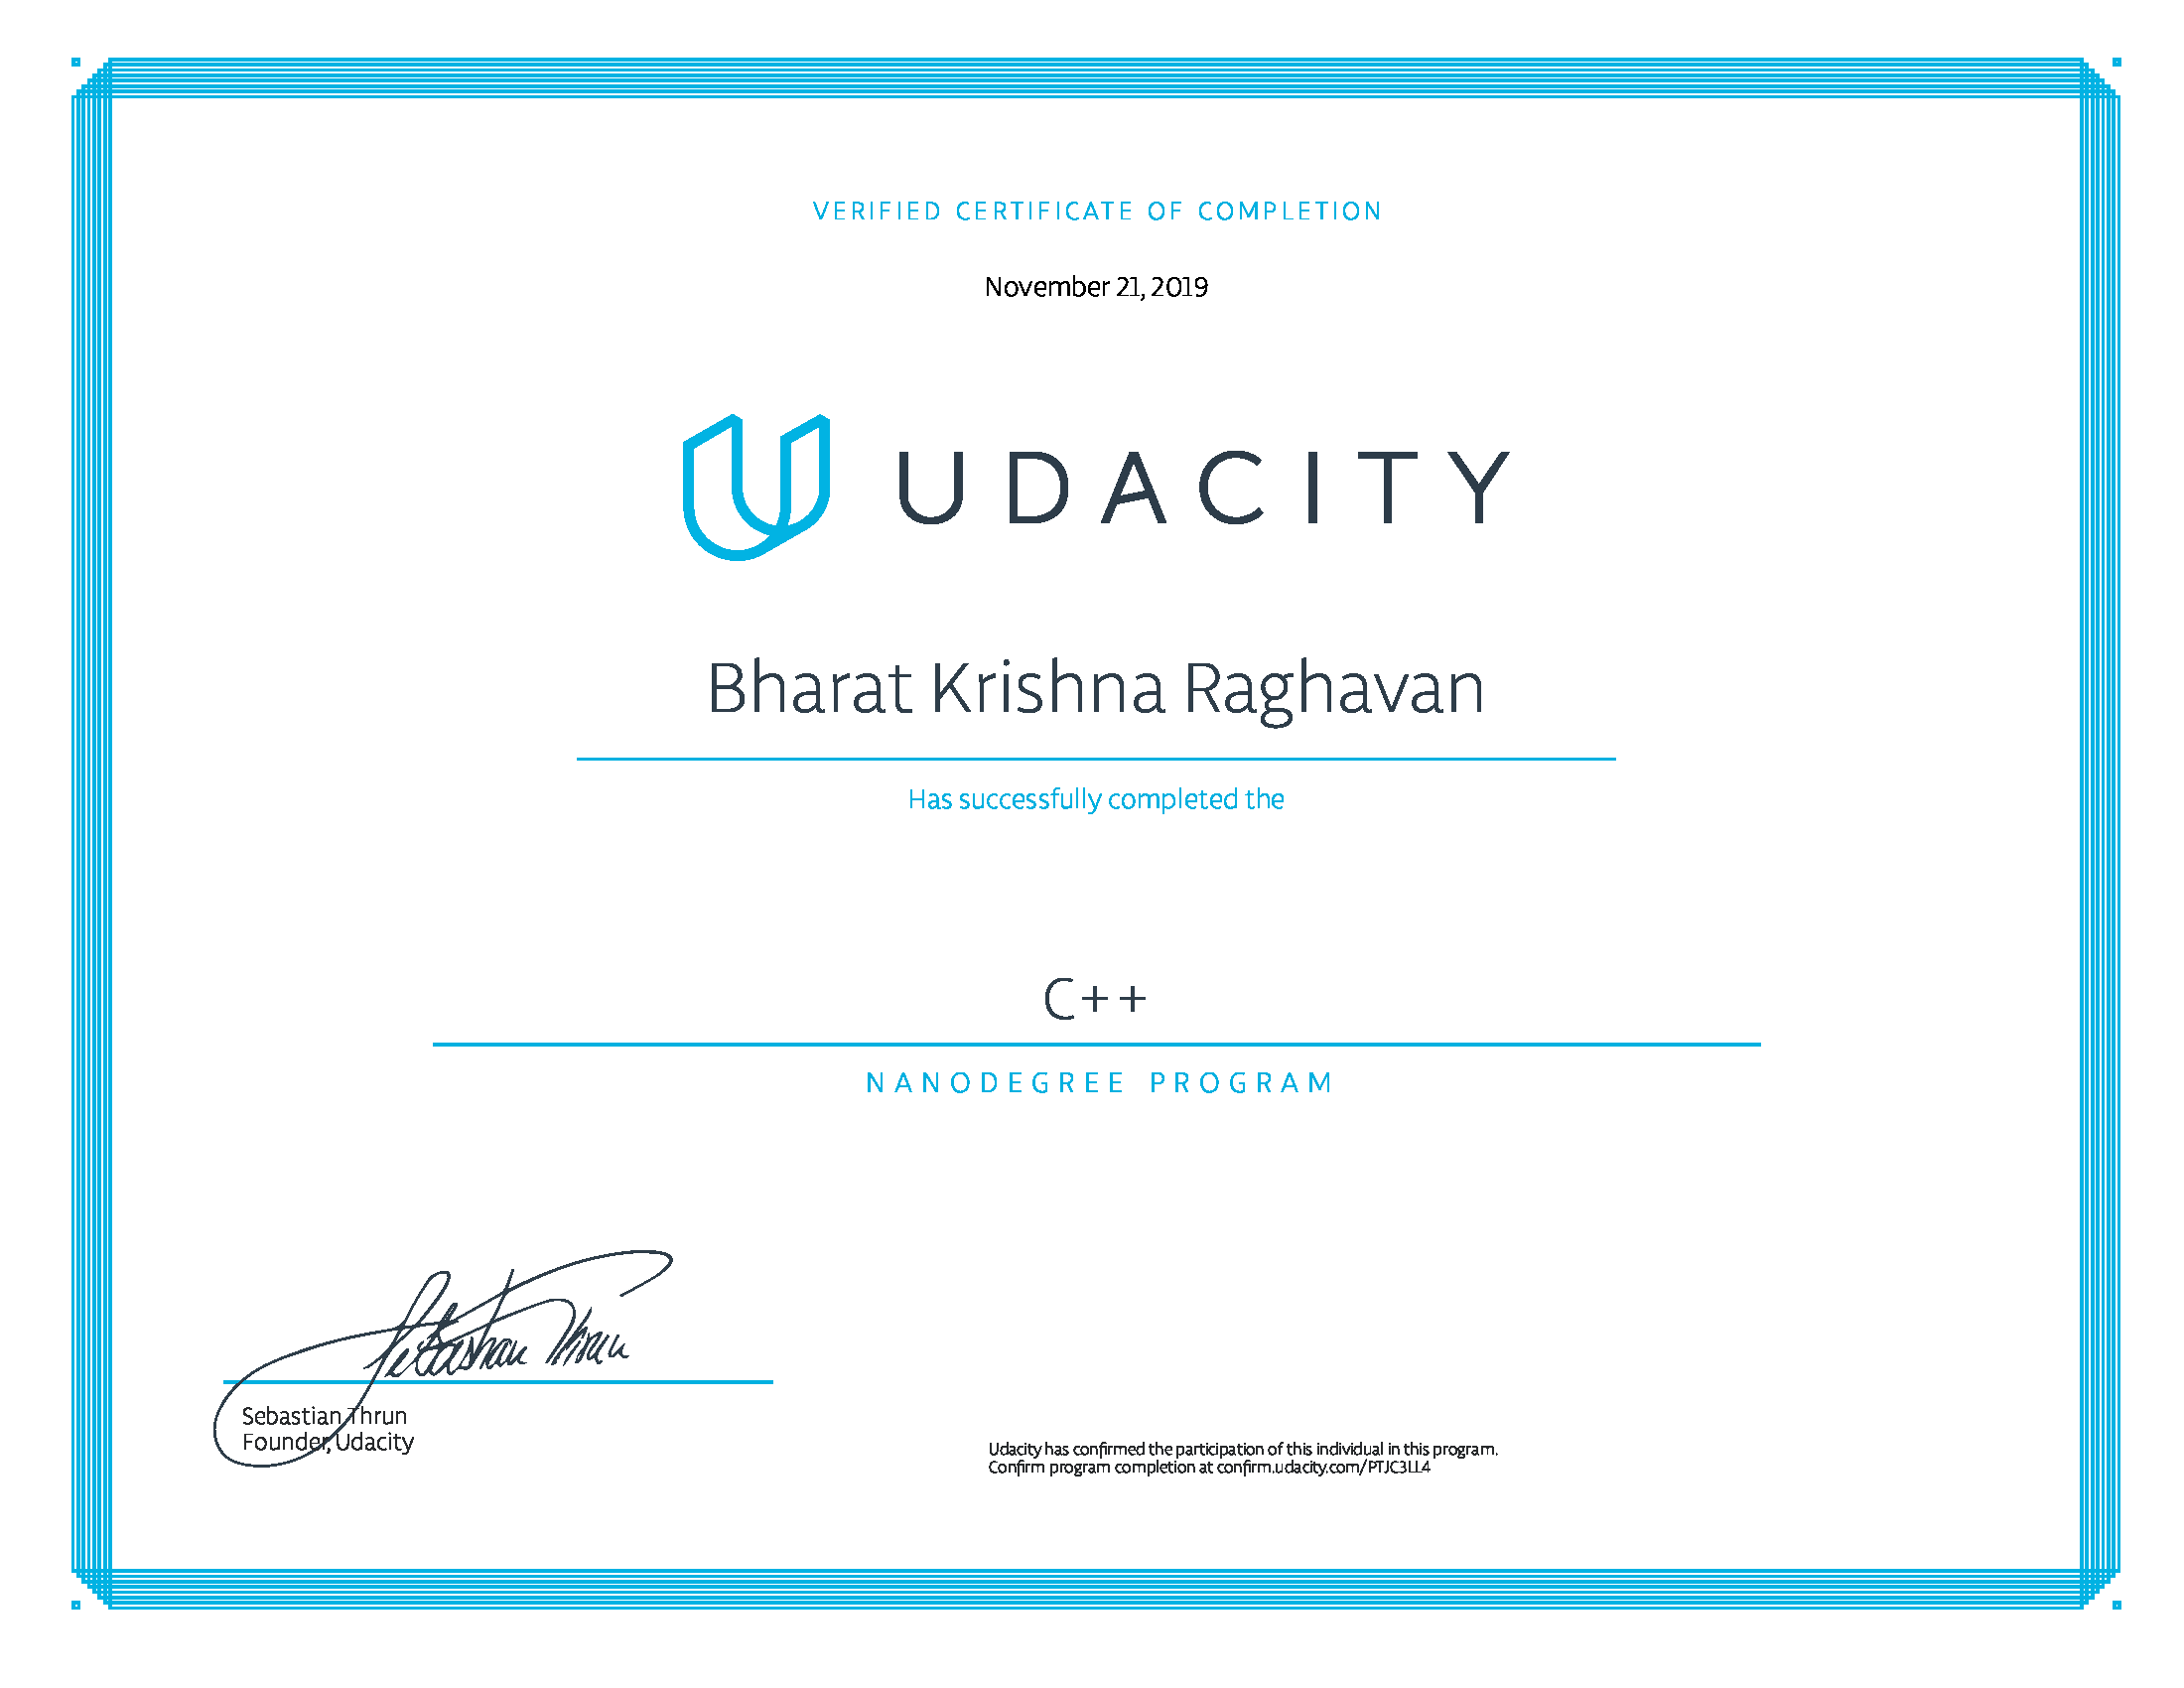 VERIFIED CERTIFICATE OF COMPLETION
November 21, 2019
UDACITY
Bharat Krishna Raghavan
Has successfully completed the
C++
NANODEGREE PROGRAM
Sebastian Thrun
Sebastian Thrun
Founder, Udacity
Udacity has confirmed the participation of this individual in this program.
Confirm program completion at confirm.udacity.com/PTJC3LL4